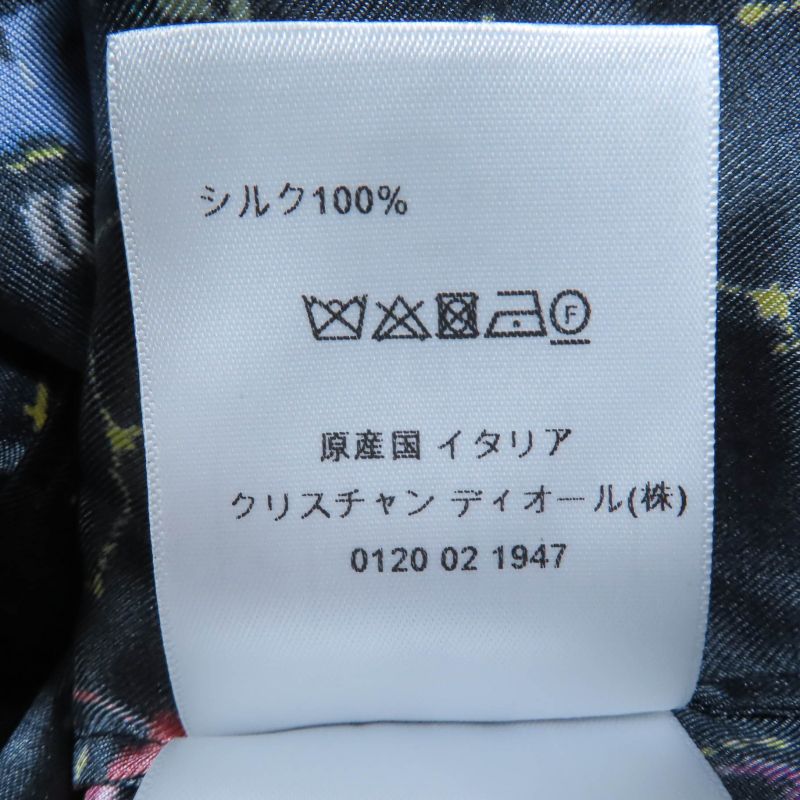 シルク100%
F
原産国 イタリア
クリスチャン ディオール(株)
0120 02 1947